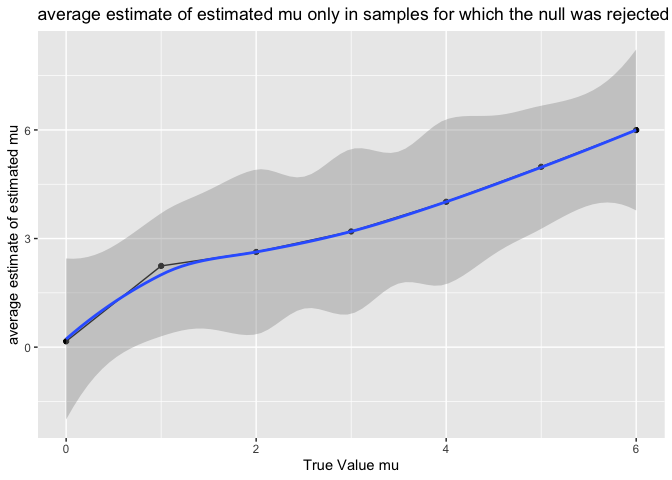 average estimate of estimated mu only in samples for which the null was rejected
average estimate of estimated mu
6
3
0
0
2
4
6
True Value mu